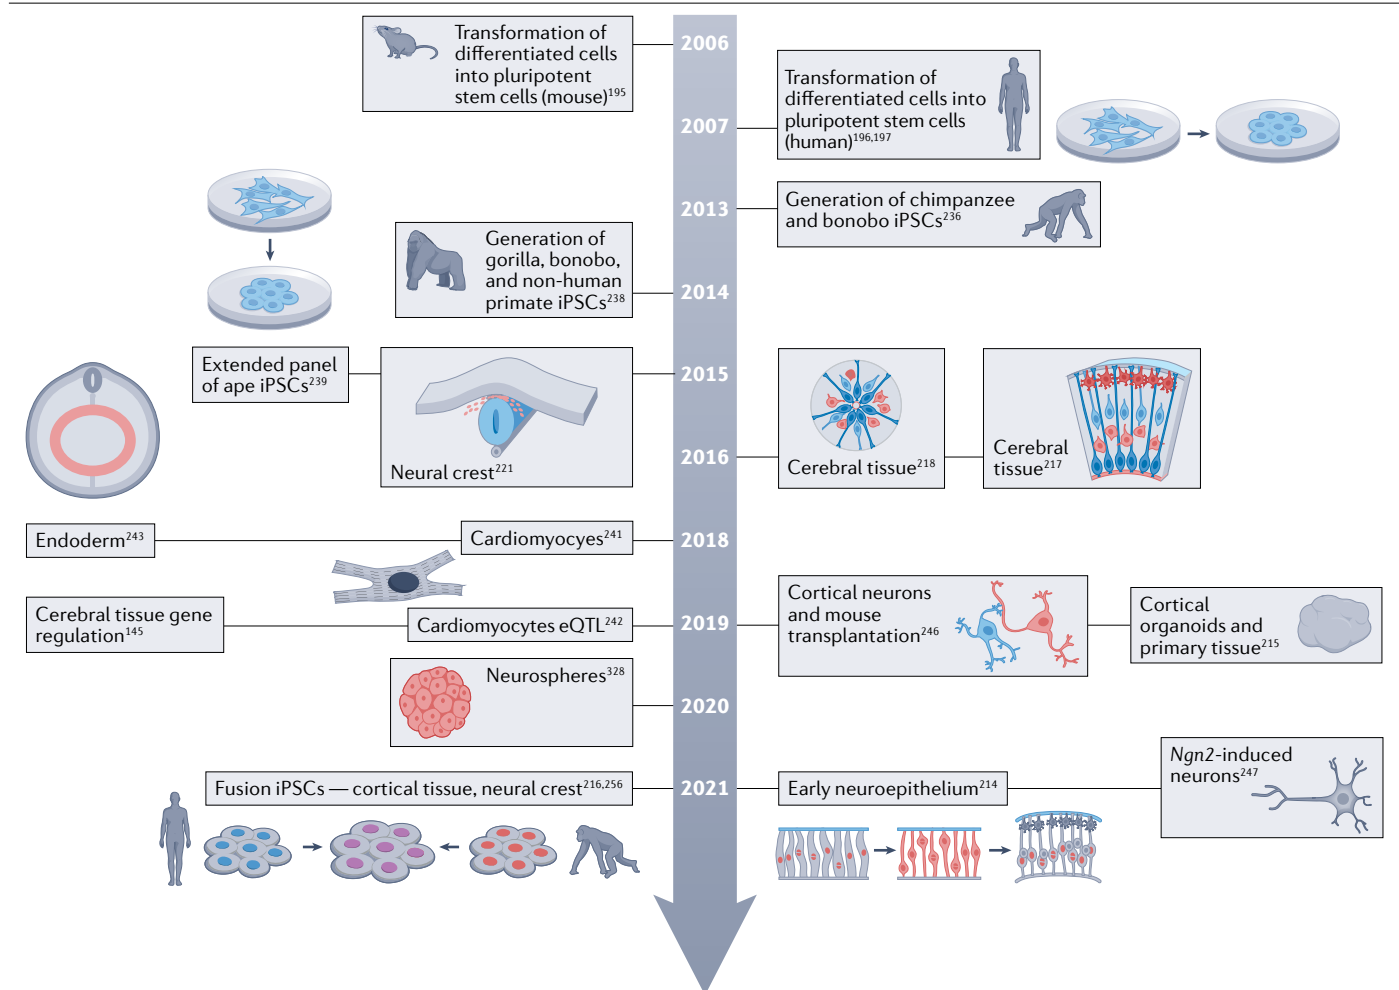 2006
Transformation of
differentiated cells
into pluripotent
stem cells (mouse)195
2007
Transformation of
differentiated cells into
pluripotent stem cells
(human)196,197
2013
Generation of chimpanzee
and bonobo iPSCs236
2014
Generation of
gorilla, bonobo,
and non-human
primate iPSCs238
2015
Extended panel
of ape iPSCs239
Neural crest221
2016
Cerebral tissue218
Cerebral
tissue217
2018
Endoderm243
Cardiomyocyes241
2019
Cerebral tissue gene
regulation145
Cardiomyocytes eQTL242
Cortical neurons
and mouse
transplantation246
Cortical
organoids and
primary tissue215
2020
Neurospheres328
2021
Fusion iPSCs — cortical tissue, neural crest216,256
Early neuroepithelium214
Ngn2-induced
neurons247